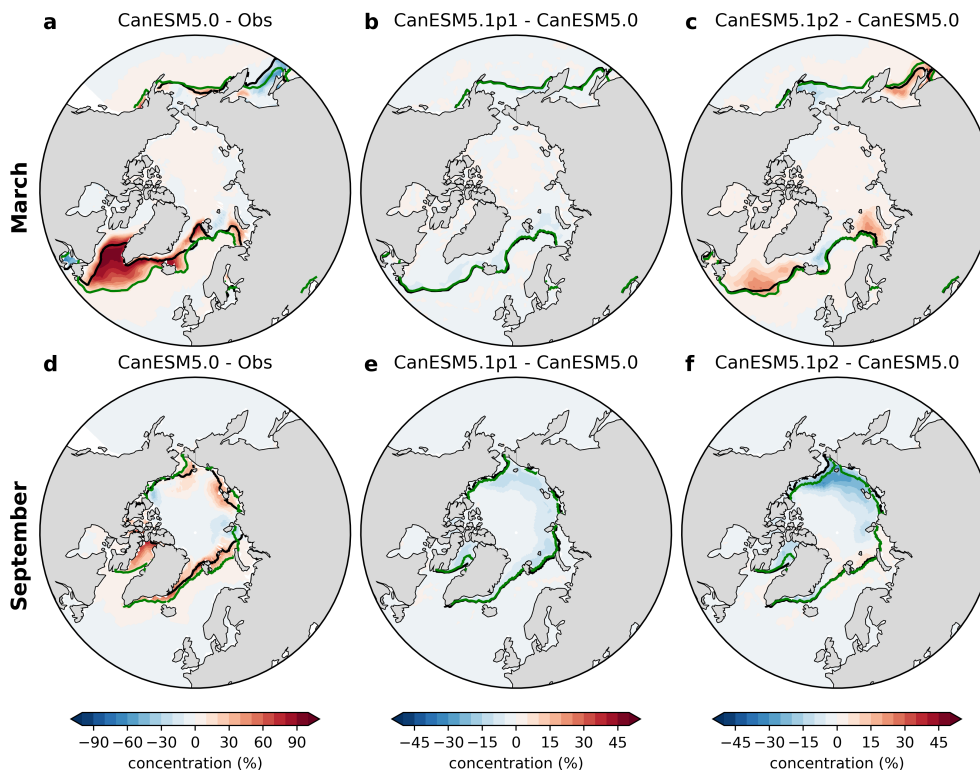 a CanESM5.0 - Obs
b CanESM5.1p1 - CanESM5.0
c CanESM5.1p2 - CanESM5.0
March
d CanESM5.0 - Obs
e CanESM5.1p1 - CanESM5.0
f CanESM5.1p2 - CanESM5.0
September
−90 −60 −30 0 30 60 90
concentration (%)
−45 −30 −15 0 15 30 45
concentration (%)
−45 −30 −15 0 15 30 45
concentration (%)